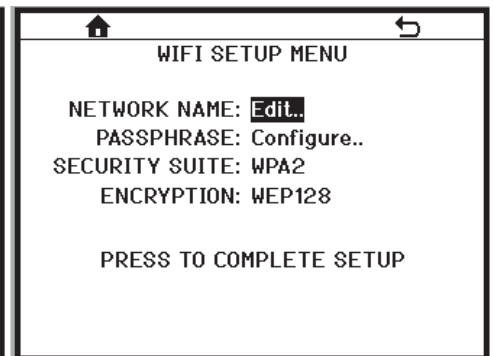 WIFI SETUP MENU
NETWORK NAME: Edit..
PASSPHRASE: Configure..
SECURITY SUITE: WPA2
ENCRYPTION: WEP128
PRESS TO COMPLETE SETUP